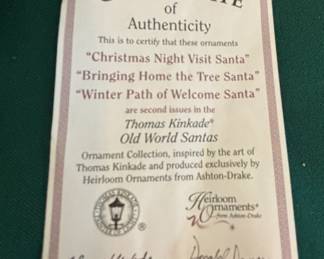 of
Authenticity
This is to certify that these ornaments
"Christmas Night Visit Santa"
"Bringing Home the Tree Santa"
"Winter Path of Welcome Santa"
are second issues in the
Thomas Kinkade®
Old World Santas
Ornament Collection, inspired by the art of
Thomas Kinkade and produced exclusively by
Heirloom Ornaments from Ashton-Drake.
®
Heirloom
Ornaments®
from Ashton-Drake